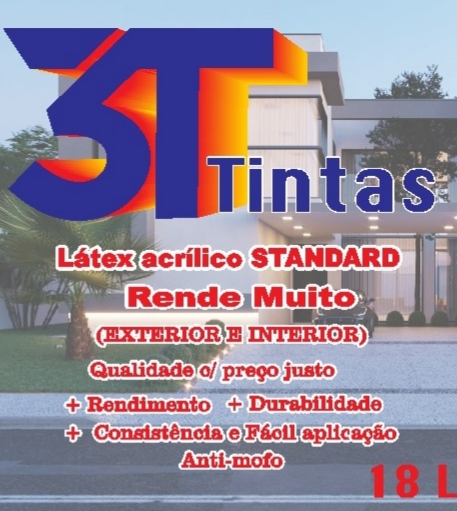 3T Tintas
Látex acrílico STANDARD
Rende Muito
(EXTERIOR E INTERIOR)
Qualidade c/ preço justo
+ Rendimento + Durabilidade
+ Consistência e Fácil aplicação
Anti-mofo
18 L